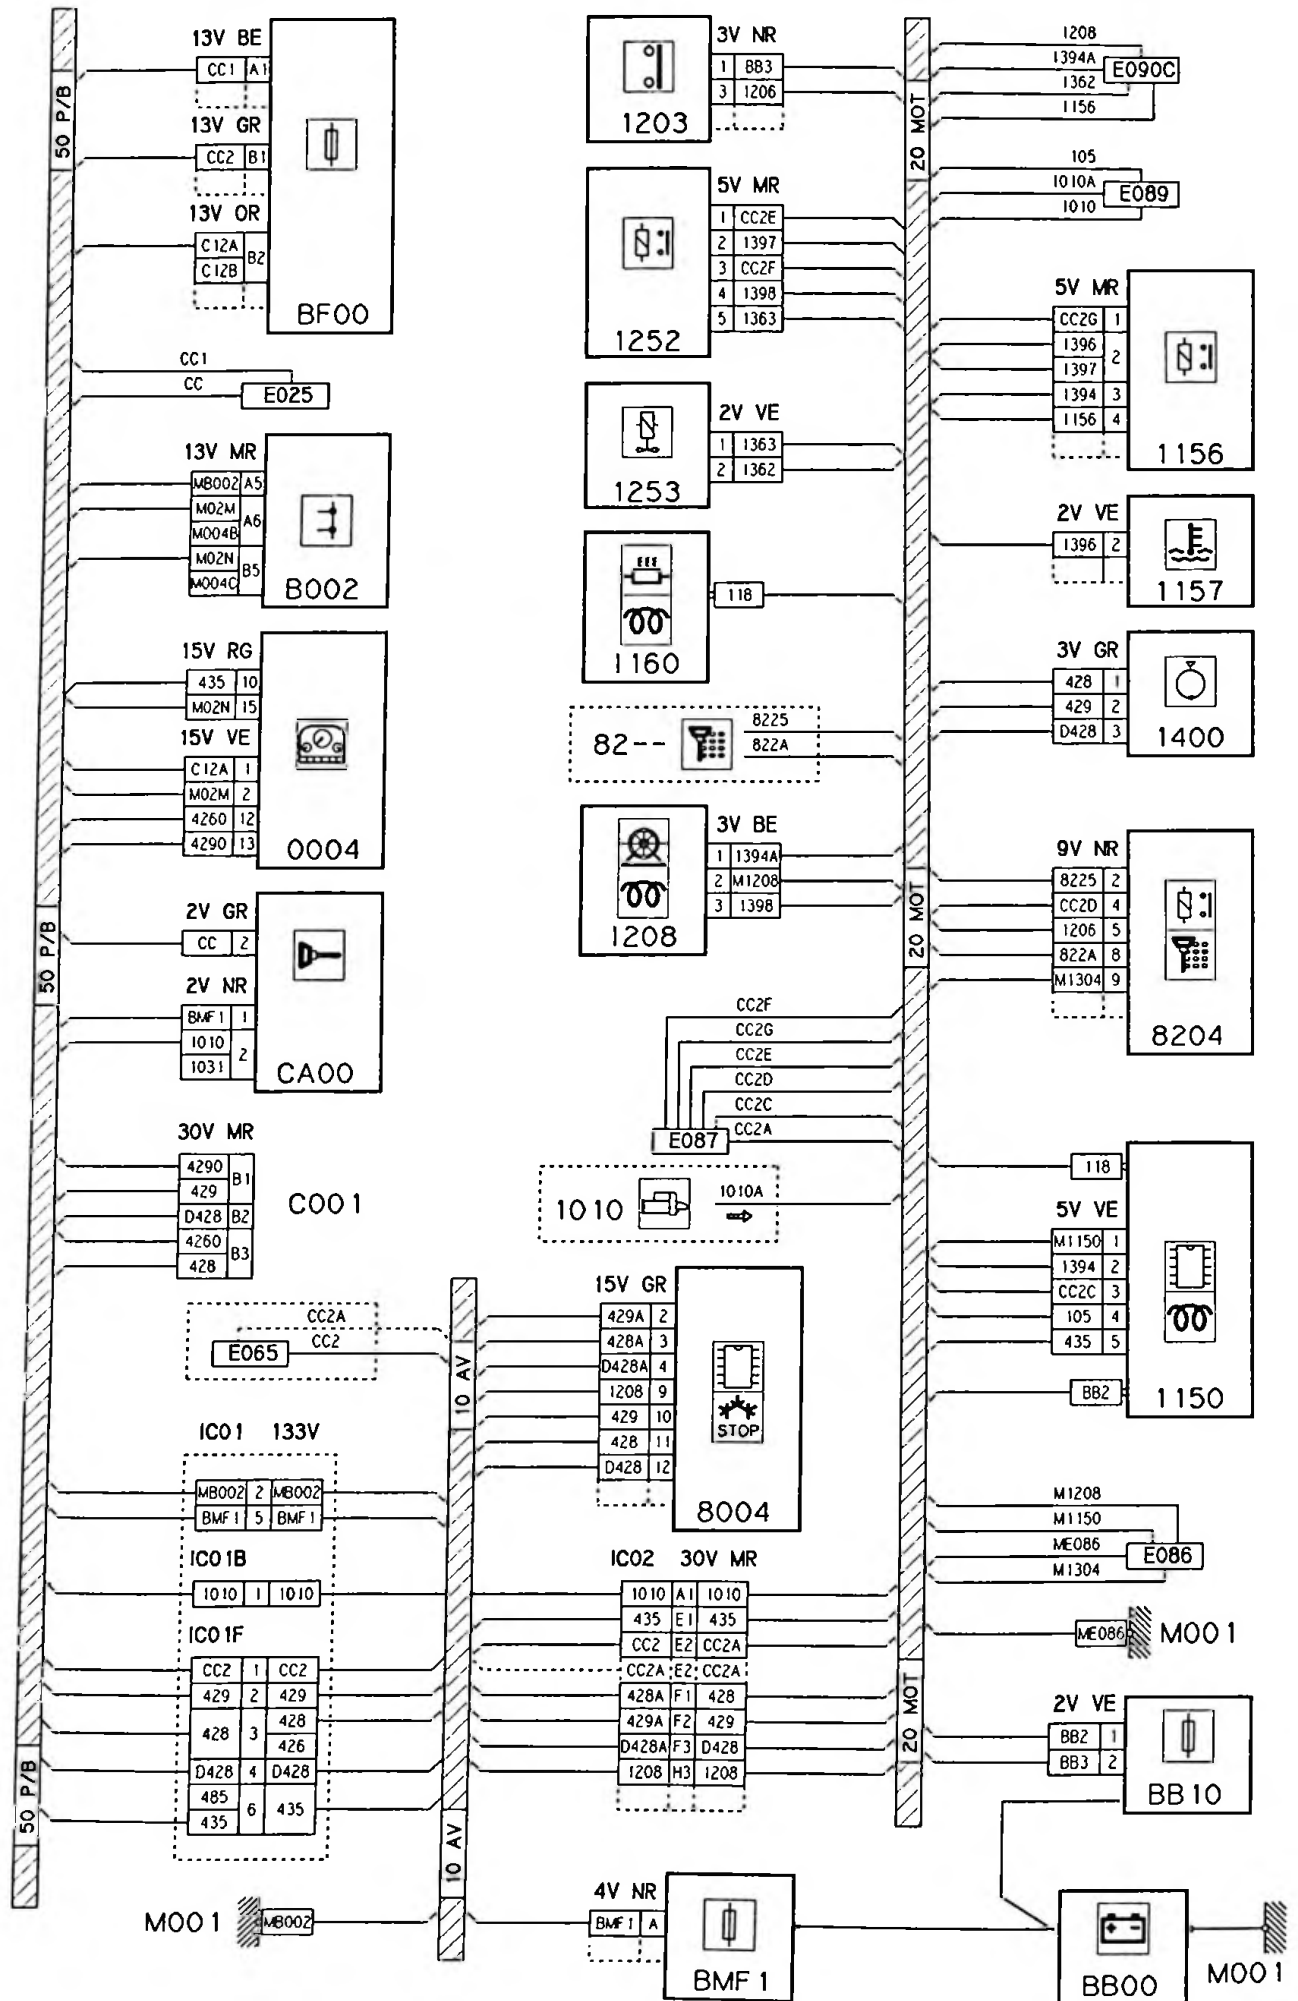 50 P/B
13V BE
CC1 A1
13V GR
CC2 B1
13V OR
C12A B2
C12B
BF00
CC1
CC
E025
13V MR
MB002 A5
M02M A6
M004B
M02N B5
M004C
B002
15V RG
435 10
M02N 15
15V VE
C12A 1
M02M 2
4260 12
4290 13
0004
50 P/B
2V GR
CC 2
2V NR
BMF1 1
1010 2
1031
CA00
30V MR
4290 B1
429
D428 B2
4260 B3
428
C001
CC2A
CC2
E065
IC01 133V
MB002 2 MB002
BMF1 5 BMF1
IC01B
1010 1 1010
IC01F
CC2 1 CC2
429 2 429
428 3 428
426
D428 4 D428
485 6 435
435
50 P/B
M001
MB002
10 AV
10 AV
3V NR
1 BB3
3 1206
1203
5V MR
1 CC2E
2 1397
3 CC2F
4 1398
5 1363
1252
2V VE
1 1363
2 1362
1253
118
1160
82--
8225
822A
3V BE
1 1394A
2 M1208
3 1398
1208
CC2F
CC2G
CC2E
CC2D
CC2C
CC2A
E087
1010
1010A
15V GR
429A 2
428A 3
D428A 4
1208 9
429 10
428 11
D428 12
STOP
8004
IC02 30V MR
1010 A1 1010
435 E1 435
CC2 E2 CC2A
CC2A E2 CC2A
428A F1 428
429A F2 429
D428A F3 D428
1208 H3 1208
4V NR
BMF1 A
BMF1
20 MOT
20 MOT
20 MOT
1208
1394A
1362
1156
E090C
105
1010A
1010
E089
5V MR
CC2G 1
1396 2
1397
1394 3
1156 4
1156
2V VE
1396 2
1157
3V GR
428 1
429 2
D428 3
1400
9V NR
8225 2
CC2D 4
1206 5
822A 8
M1304 9
8204
118
5V VE
M1150 1
1394 2
CC2C 3
105 4
435 5
BB2
1150
M1208
M1150
ME086
M1304
E086
ME086
M001
2V VE
BB2 1
BB3 2
BB10
BB00
M001